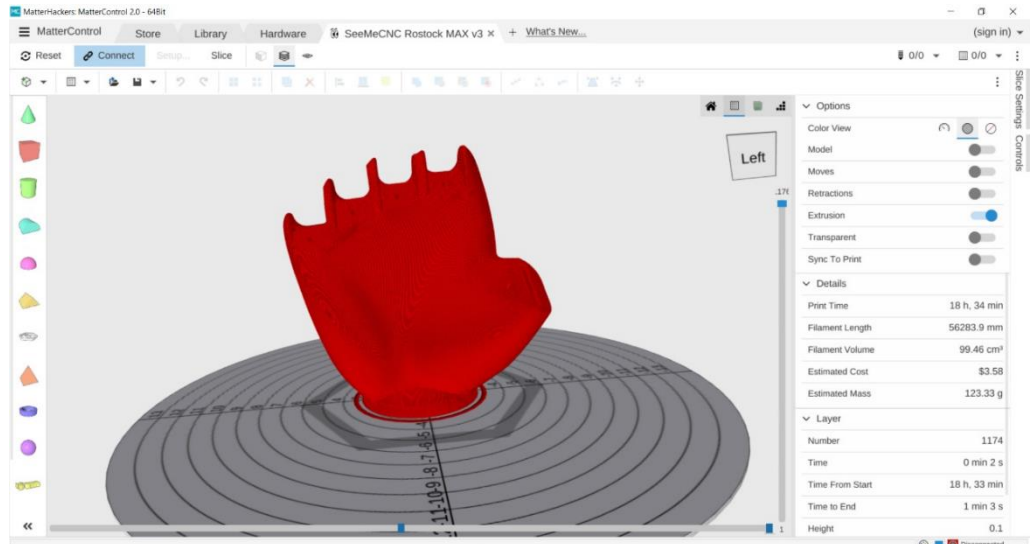 MatterHackers: MatterControl 2.0 - 64Bit
MatterControl
Store
Library
Hardware
SeeMeCNC Rostock MAX v3 ×
+ What's New...
(sign in)
Reset
Connect
Setup...
Slice
0/0
0/0
Slice Settings
Controls
Left
Options
Color View
Model
Moves
Retractions
Extrusion
Transparent
Sync To Print
Details
Print Time 18 h, 34 min
Filament Length 56283.9 mm
Filament Volume 99.46 cm³
Estimated Cost $3.58
Estimated Mass 123.33 g
Layer
Number 1174
Time 0 min 2 s
Time From Start 18 h, 33 min
Time to End 1 min 3 s
Height 0.1
1
Disconnected